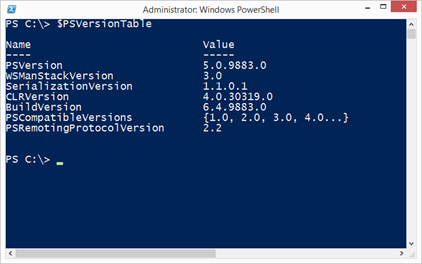 Administrator: Windows PowerShell
PS C:\> $PSVersionTable
Name Value
---- -----
PSVersion 5.0.9883.0
WSManStackVersion 3.0
SerializationVersion 1.1.0.1
CLRVersion 4.0.30319.0
BuildVersion 6.4.9883.0
PSCompatibleVersions {1.0, 2.0, 3.0, 4.0...}
PSRemotingProtocolVersion 2.2
PS C:\>